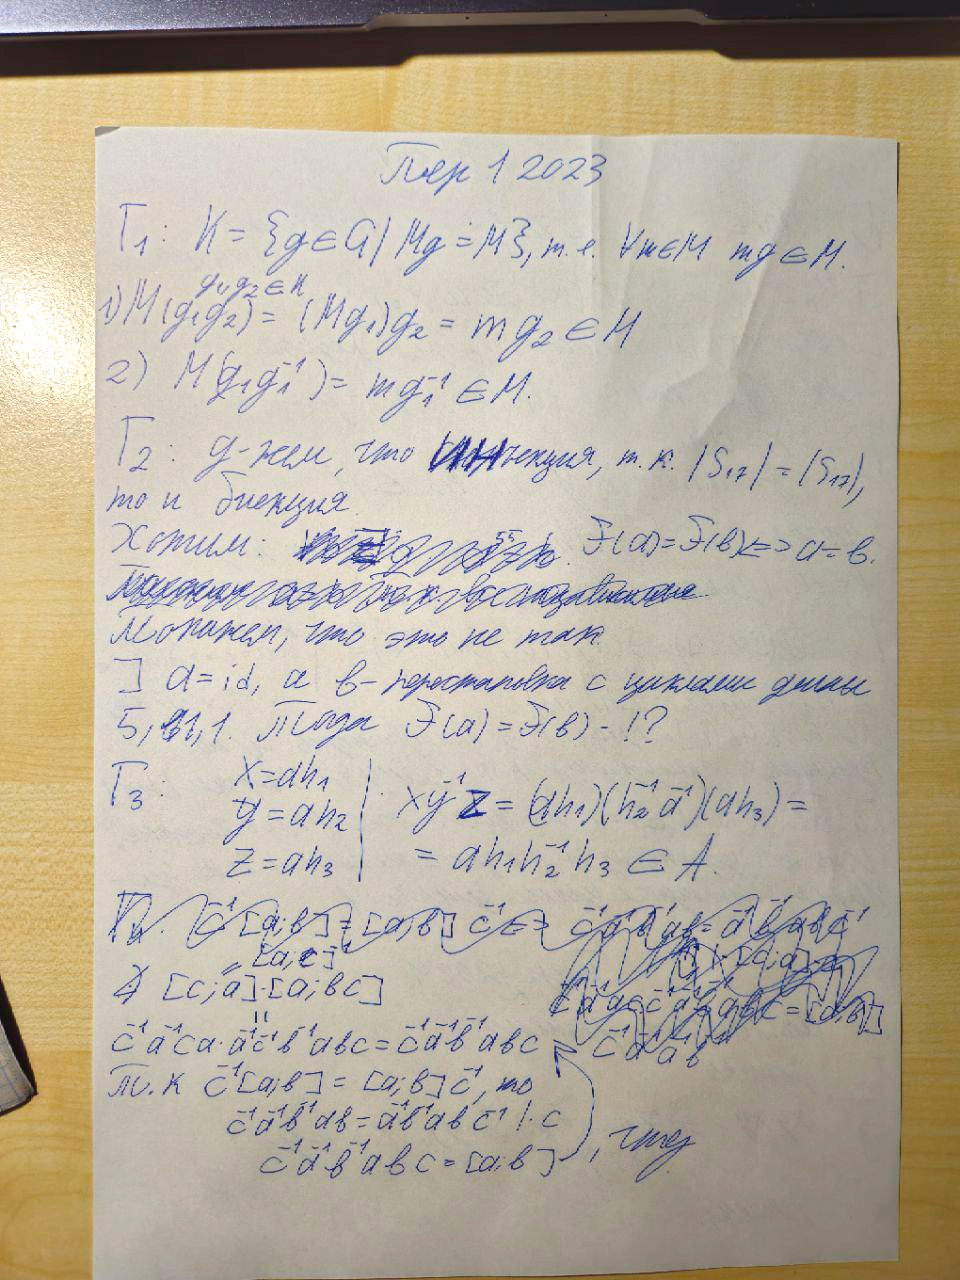 Пер 1 2023
Г₁: K = {g ∈ G | Mg = M}, т.е. ∀m∈M mg ∈ M.
g₁, g₂ ∈ K
1) M(g₁g₂) = (Mg₁)g₂ = mg₂ ∈ M
2) M(g₁g₁⁻¹) = mg₁⁻¹ ∈ M.
Г₂: д-жем, что инъекция, т.к. |S₁₇| = |S₁₇|,
то и биекция.
Хотим: F(a) = F(b) <=> a = b.
Покажем, что это не так.
] a = id, а b - перестановка с циклами длины
5, 11, 1. Тогда F(a) = F(b) - !?
Г₃: x = ah₁
y = ah₂
z = ah₃
xy⁻¹z = (ah₁)(h₂⁻¹a⁻¹)(ah₃) =
= ah₁h₂⁻¹h₃ ∈ A.
[c;a]·[a;bc]
c⁻¹a⁻¹ca·a⁻¹c⁻¹b⁻¹abc = c⁻¹a⁻¹b⁻¹abc
Т.к c⁻¹[a;b] = [a;b]c⁻¹, то
c⁻¹a⁻¹b⁻¹ab = a⁻¹b⁻¹abc⁻¹ |·c
c⁻¹a⁻¹b⁻¹abc = [a;b], чтд